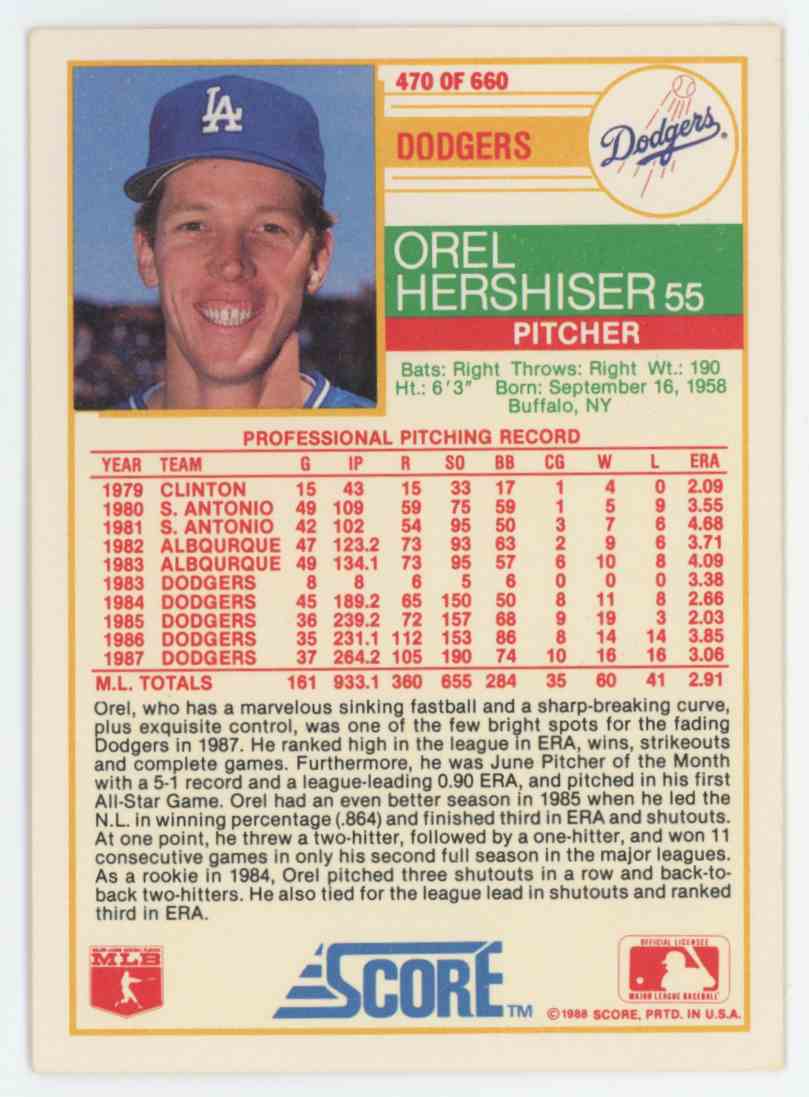 LA
470 OF 660
DODGERS
Dodgers
OREL
HERSHISER 55
PITCHER
Bats: Right Throws: Right Wt.: 190
Ht.: 6'3" Born: September 16, 1958
Buffalo, NY
PROFESSIONAL PITCHING RECORD
YEAR TEAM G IP R SO BB CG W L ERA
1979 CLINTON 15 43 15 33 17 1 4 0 2.09
1980 S. ANTONIO 49 109 59 75 59 1 5 9 3.55
1981 S. ANTONIO 42 102 54 95 50 3 7 6 4.68
1982 ALBQURQUE 47 123.2 73 93 63 2 9 6 3.71
1983 ALBQURQUE 49 134.1 73 95 57 6 10 8 4.09
1983 DODGERS 8 8 6 5 6 0 0 0 3.38
1984 DODGERS 45 189.2 65 150 50 8 11 8 2.66
1985 DODGERS 36 239.2 72 157 68 9 19 3 2.03
1986 DODGERS 35 231.1 112 153 86 8 14 14 3.85
1987 DODGERS 37 264.2 105 190 74 10 16 16 3.06
M.L. TOTALS 161 933.1 360 655 284 35 60 41 2.91
Orel, who has a marvelous sinking fastball and a sharp-breaking curve,
plus exquisite control, was one of the few bright spots for the fading
Dodgers in 1987. He ranked high in the league in ERA, wins, strikeouts
and complete games. Furthermore, he was June Pitcher of the Month
with a 5-1 record and a league-leading 0.90 ERA, and pitched in his first
All-Star Game. Orel had an even better season in 1985 when he led the
N.L. in winning percentage (.864) and finished third in ERA and shutouts.
At one point, he threw a two-hitter, followed by a one-hitter, and won 11
consecutive games in only his second full season in the major leagues.
As a rookie in 1984, Orel pitched three shutouts in a row and back-to-
back two-hitters. He also tied for the league lead in shutouts and ranked
third in ERA.
MAJOR LEAGUE BASEBALL PLAYERS
MLB
SCORE™
OFFICIAL LICENSEE
MAJOR LEAGUE BASEBALL
©1988 SCORE, PRTD. IN U.S.A.